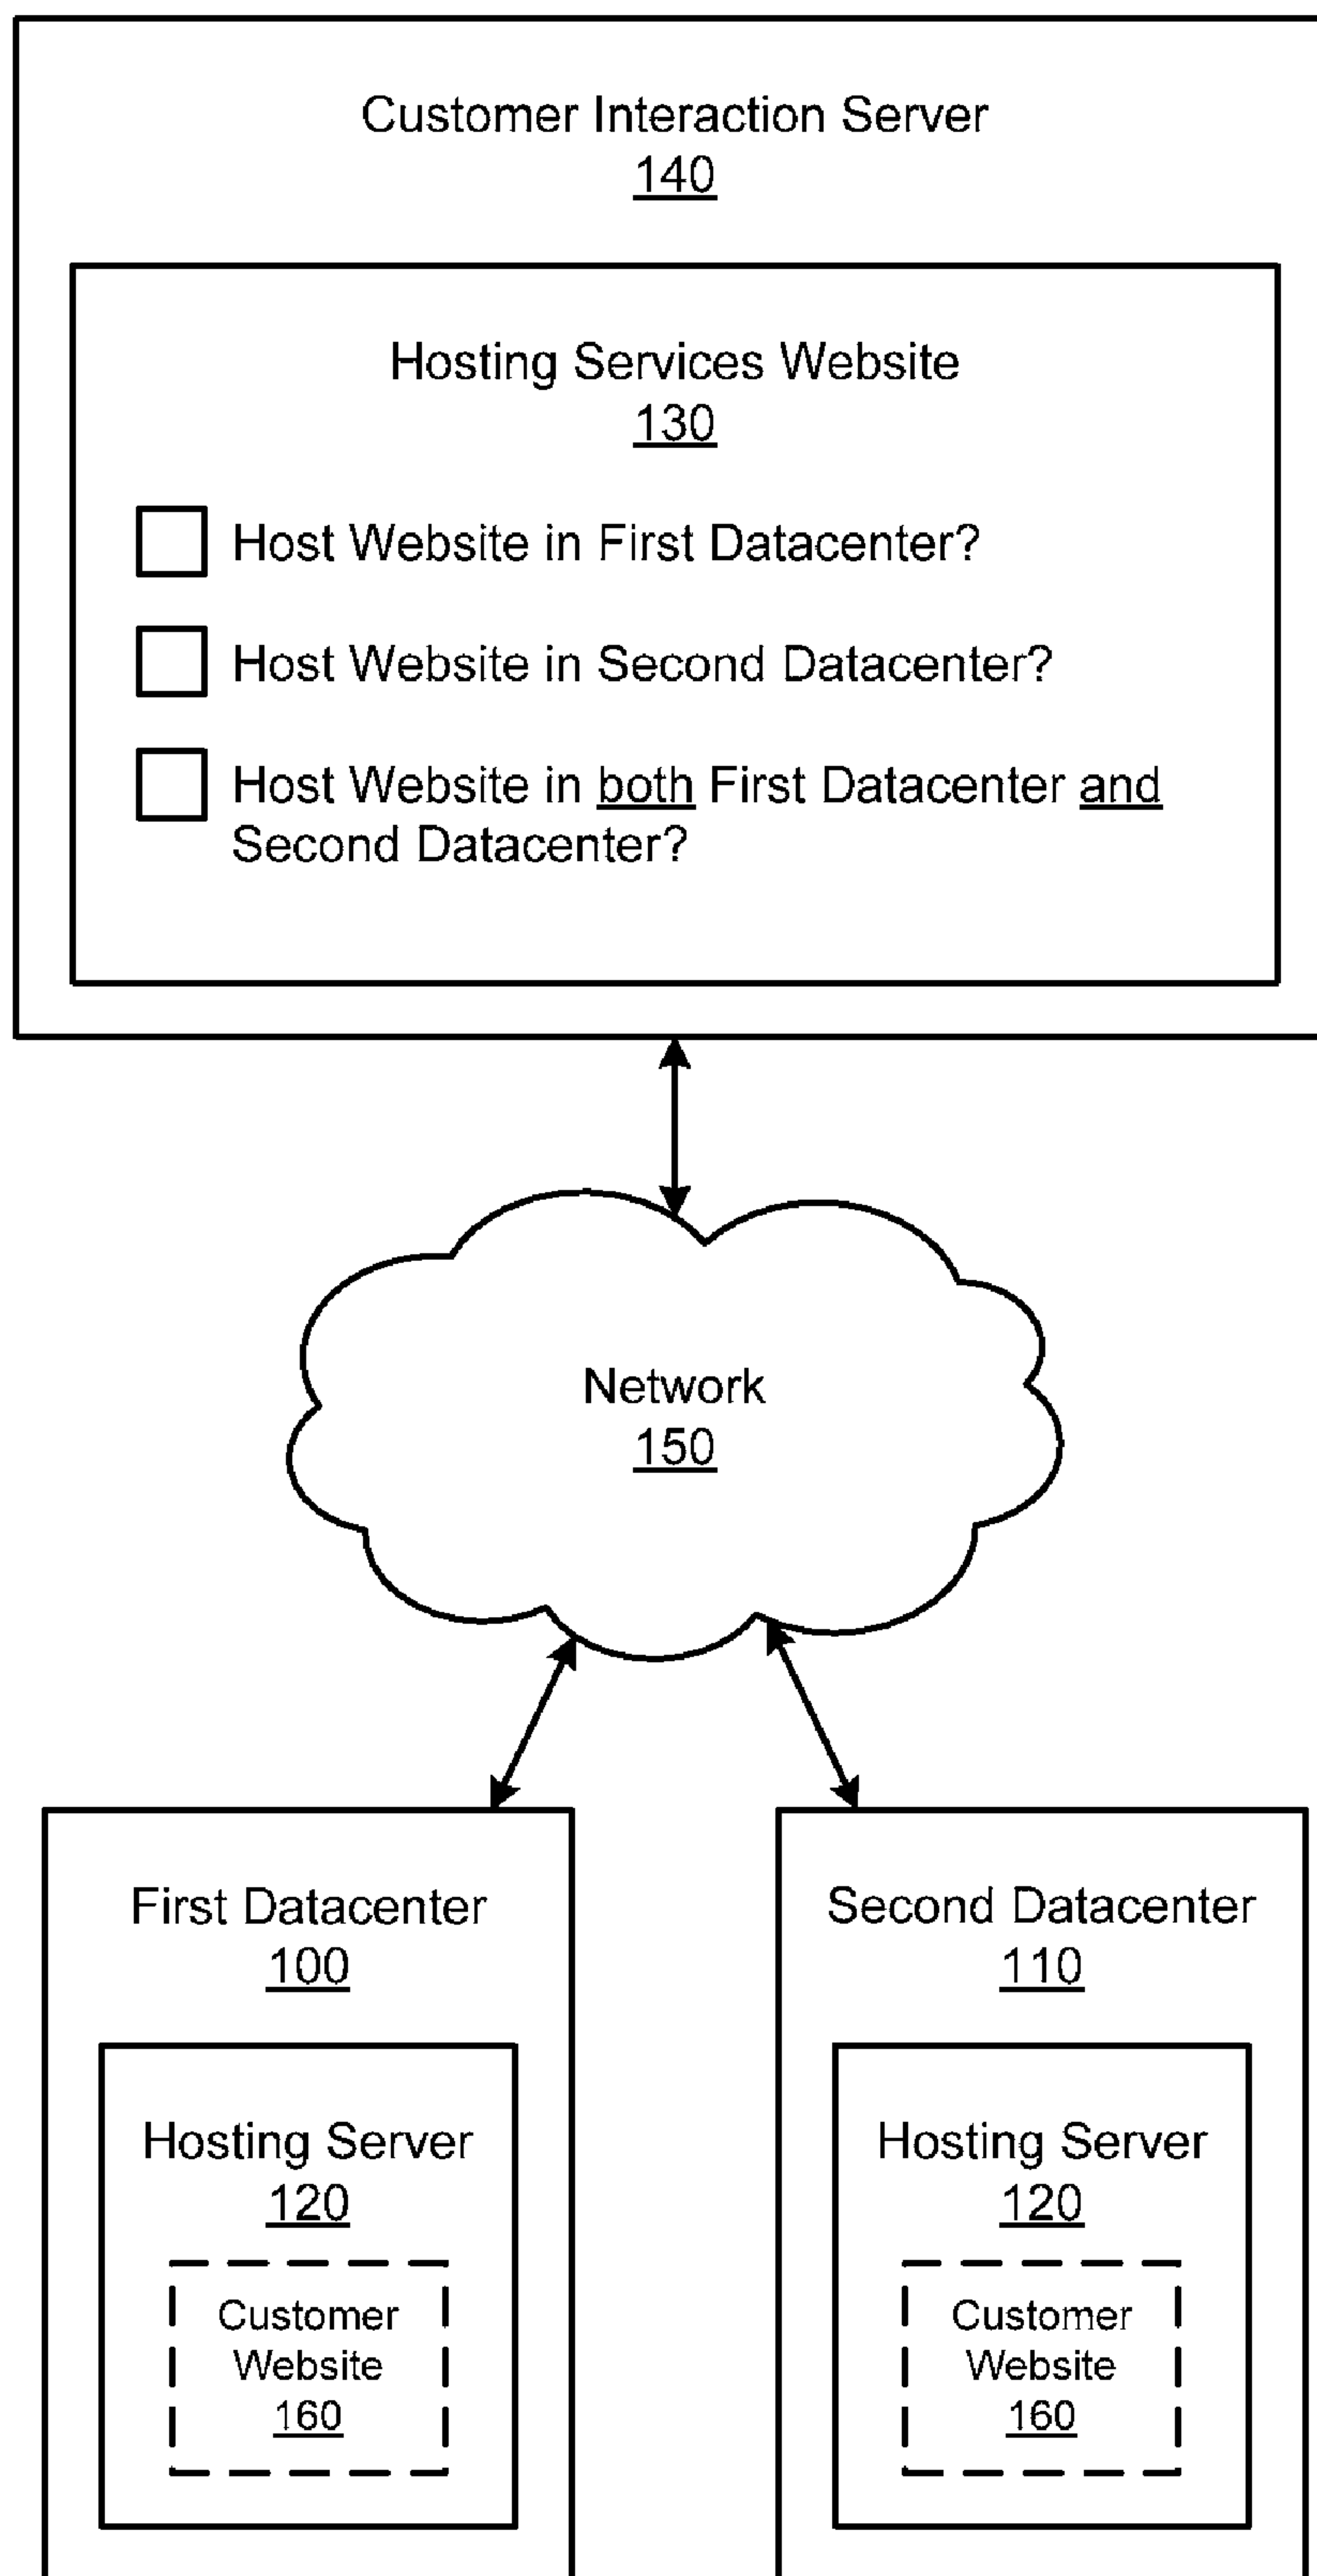 Customer Interaction Server
140
Hosting Services Website
130
Host Website in First Datacenter?
Host Website in Second Datacenter?
Host Website in both First Datacenter and
Second Datacenter?
Network
150
First Datacenter
100
Hosting Server
120
Customer
Website
160
Second Datacenter
110
Hosting Server
120
Customer
Website
160